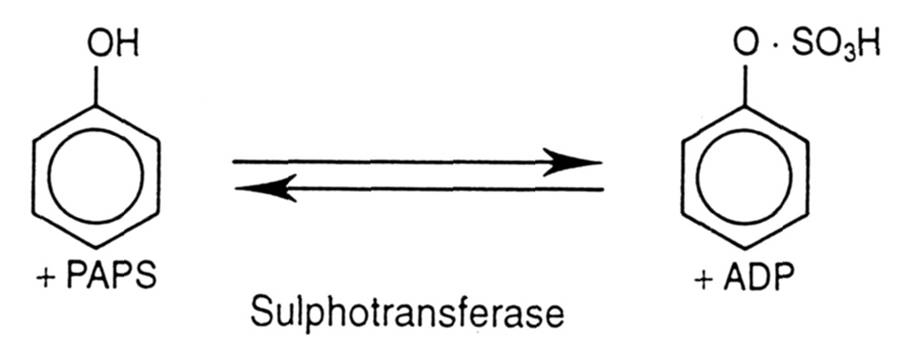 OH
O · SO₃H
+ PAPS
+ ADP
Sulphotransferase